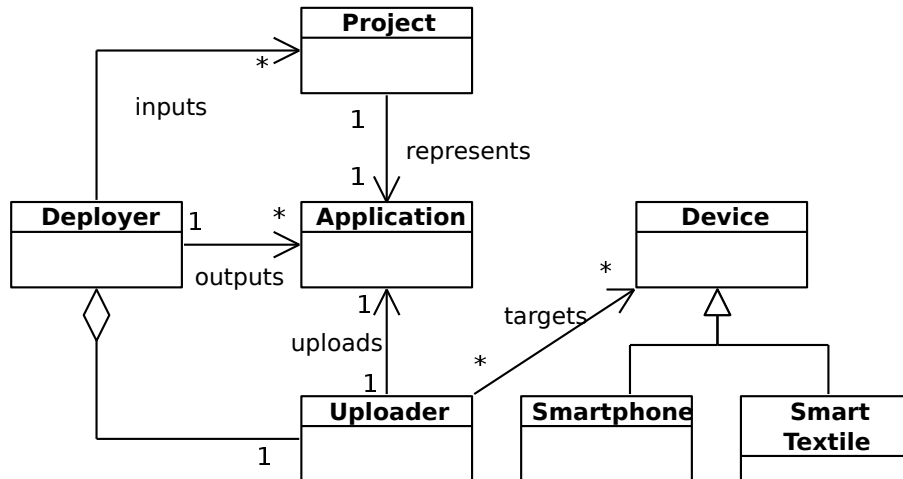 Project
*
inputs
1
represents
1
Deployer
Application
Device
1
*
outputs
*
1
uploads
targets
*
1
Uploader
Smartphone
Smart
Textile
1